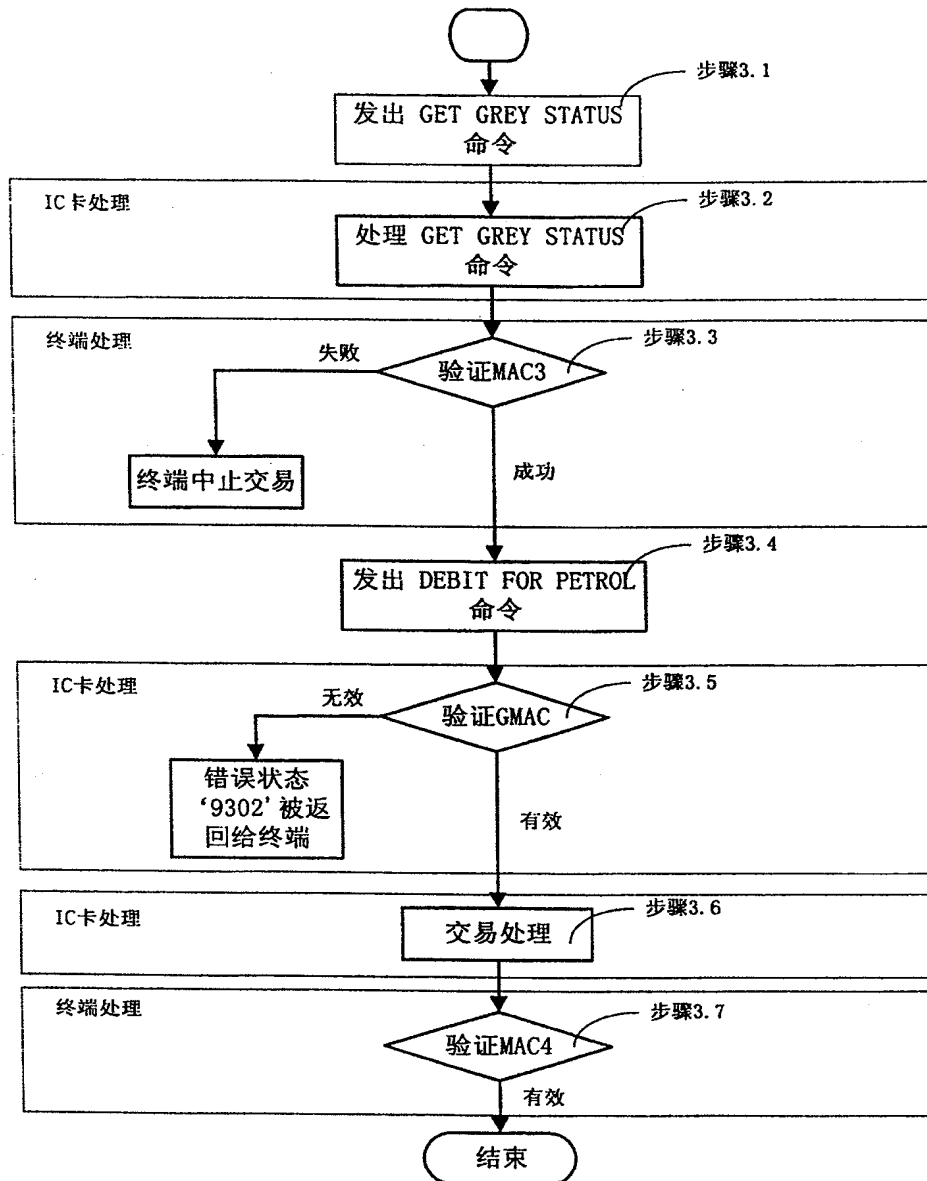 步骤3.1
发出 GET GREY STATUS
命令
IC卡处理
步骤3.2
处理 GET GREY STATUS
命令
终端处理
步骤3.3
失败
验证MAC3
终端中止交易
成功
步骤3.4
发出 DEBIT FOR PETROL
命令
IC卡处理
步骤3.5
无效
验证GMAC
错误状态
‘9302’被返
回给终端
有效
IC卡处理
步骤3.6
交易处理
终端处理
步骤3.7
验证MAC4
有效
结束